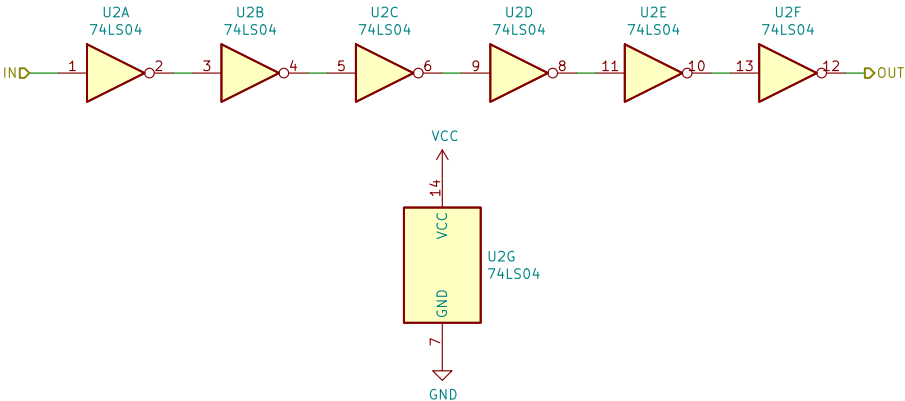 U2A U2B U2C U2D U2E U2F
74LS04 74LS04 74LS04 74LS04 74LS04 74LS04
IN 1 2 3 4 5 6 9 8 11 10 13 12 OUT
VCC
14
VCC
U2G
74LS04
GND
7
GND